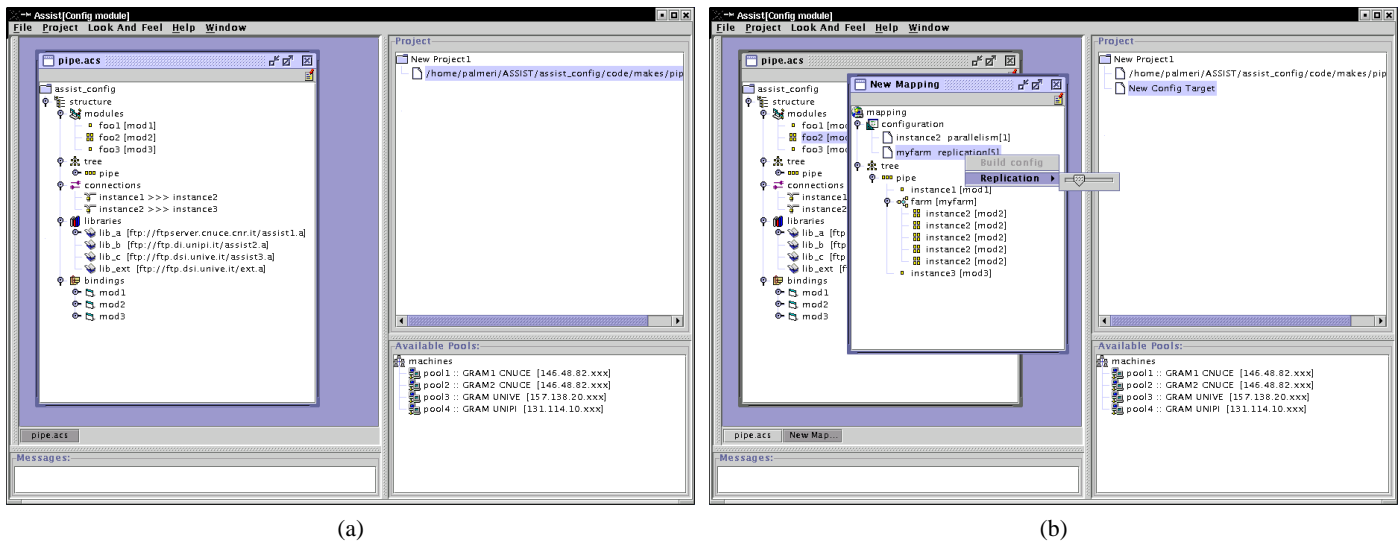 Assist[Config module]
File Project Look And Feel Help Window
pipe.acs
assist_config
structure
modules
foo1 [mod1]
foo2 [mod2]
foo3 [mod3]
tree
pipe
connections
instance1 >>> instance2
instance2 >>> instance3
libraries
lib_a [ftp://ftpserver.cnuce.cnr.it/assist1.a]
lib_b [ftp://ftp.di.unipi.it/assist2.a]
lib_c [ftp://ftp.dsi.unive.it/assist3.a]
lib_ext [ftp://ftp.dsi.unive.it/ext.a]
bindings
mod1
mod2
mod3
pipe.acs
Messages:
Project
New Project1
/home/palmeri/ASSIST/assist_config/code/makes/pip
Available Pools:
machines
pool1 :: GRAM1 CNUCE [146.48.82.xxx]
pool2 :: GRAM2 CNUCE [146.48.82.xxx]
pool3 :: GRAM UNIVE [157.138.20.xxx]
pool4 :: GRAM UNIPI [131.114.10.xxx]
(a)
Assist[Config module]
File Project Look And Feel Help Window
pipe.acs
assist_config
structure
modules
foo1 [mod
foo2 [mod
foo3 [mod
tree
pipe
connections
instance1
instance2
libraries
lib_a [ftp
lib_b [ftp
lib_c [ftp
lib_ext [f
bindings
mod1
mod2
mod3
New Mapping
mapping
configuration
instance2 parallelism[1]
myfarm replication[5]
Build config
Replication
tree
pipe
instance1 [mod1]
farm [myfarm]
instance2 [mod2]
instance2 [mod2]
instance2 [mod2]
instance2 [mod2]
instance2 [mod2]
instance3 [mod3]
pipe.acs New Map...
Messages:
Project
New Project1
/home/palmeri/ASSIST/assist_config/code/makes/pip
New Config Target
Available Pools:
machines
pool1 :: GRAM1 CNUCE [146.48.82.xxx]
pool2 :: GRAM2 CNUCE [146.48.82.xxx]
pool3 :: GRAM UNIVE [157.138.20.xxx]
pool4 :: GRAM UNIPI [131.114.10.xxx]
(b)